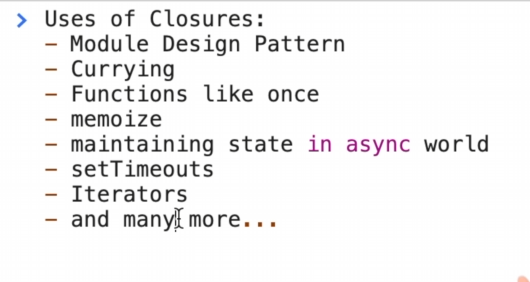 > Uses of Closures:
- Module Design Pattern
- Currying
- Functions like once
- memoize
- maintaining state in async world
- setTimeouts
- Iterators
- and many more...